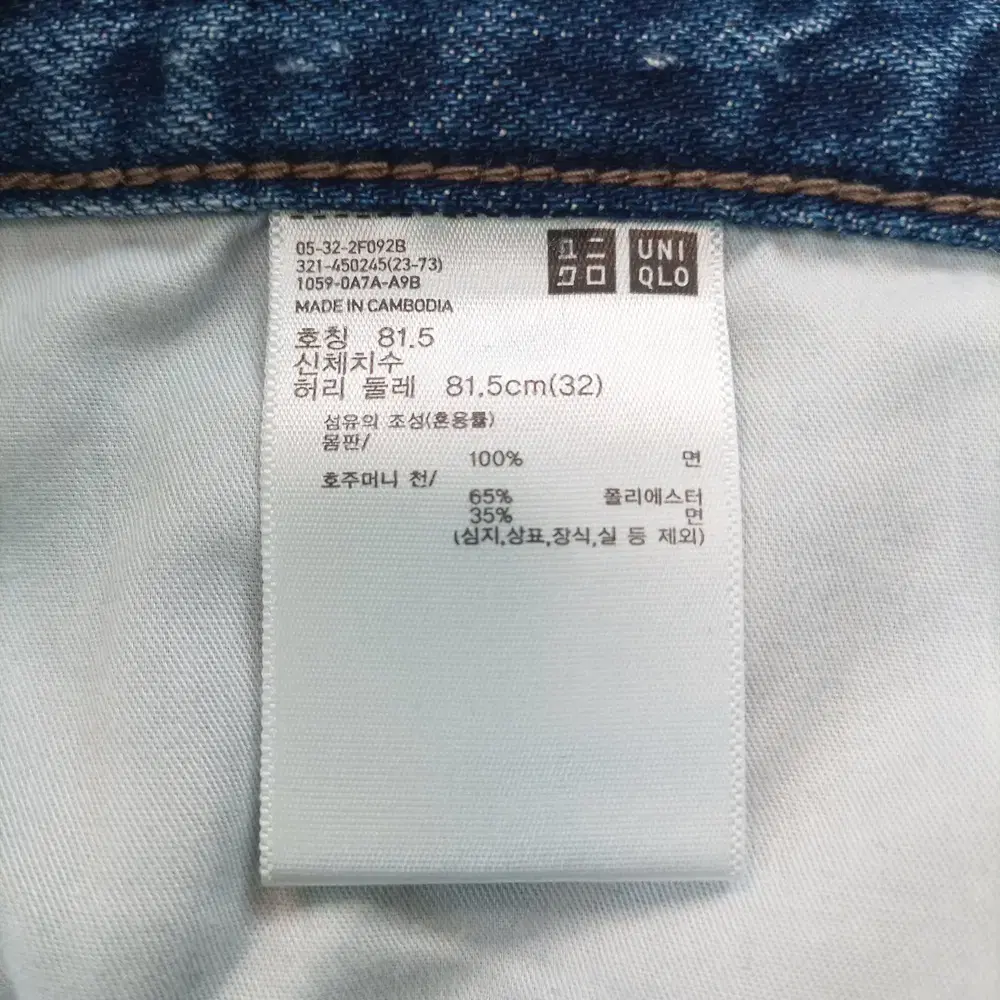 05-32-2F092B
321-450245(23-73)
1059-0A7A-A9B
MADE IN CAMBODIA
ユニ
クロ
UNI
QLO
호칭 81.5
신체치수
허리 둘레 81.5cm(32)
섬유의 조성(혼용률)
몸판/
100% 면
호주머니 천/
65% 폴리에스터
35% 면
(심지,상표,장식,실 등 제외)